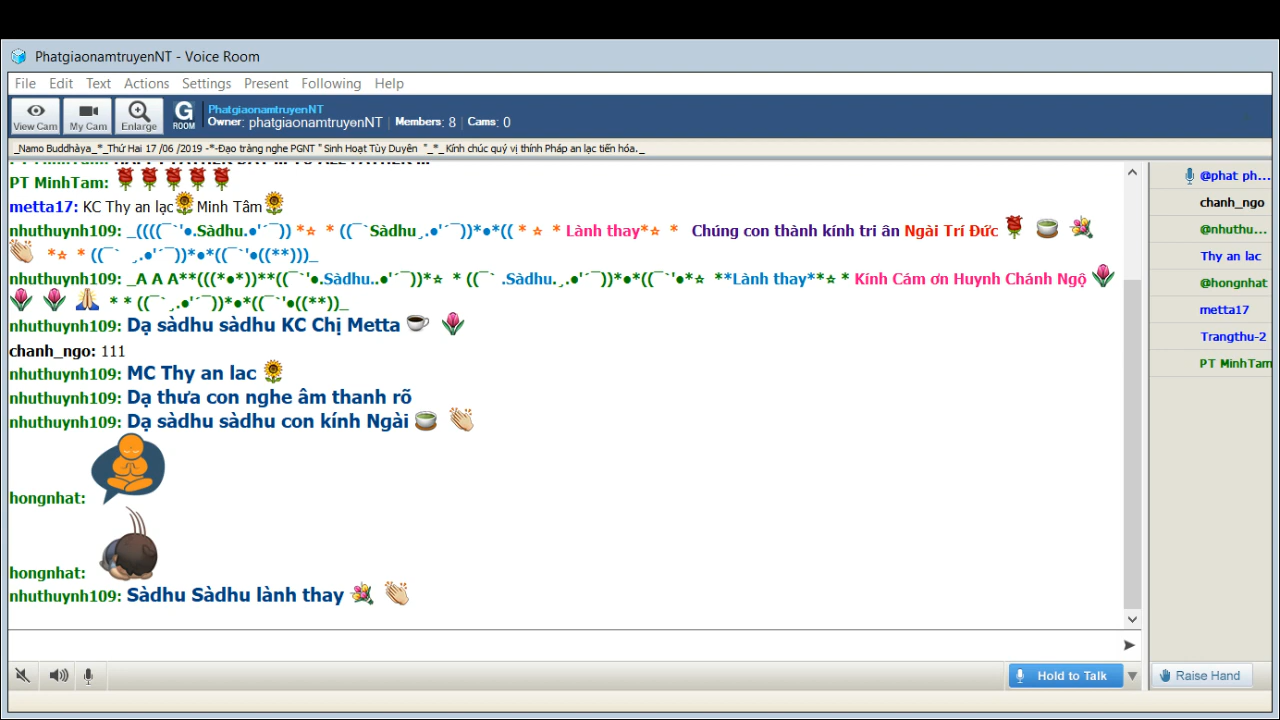 PhatgiaonamtruyenNT - Voice Room
File Edit Text Actions Settings Present Following Help
View Cam My Cam Enlarge G ROOM
PhatgiaonamtruyenNT
Owner: phatgiaonamtruyenNT | Members: 8 | Cams: 0
_Namo Buddhàya_*_Thứ Hai 17 /06 /2019 -*-Đạo tràng nghe PGNT " Sinh Hoạt Tùy Duyên "_*_ Kính chúc quý vị thính Pháp an lạc tiến hóa._
PT MinhTam:
metta17: KC Thy an lạc Minh Tâm
nhuthuynh109: _((((¯`'•.Sàdhu.•'´¯)) *☆ * ((¯`Sàdhu¸.•'´¯))*•*(( * ☆ * Lành thay*☆ * Chúng con thành kính tri ân Ngài Trí Đức
*☆ * ((¯` ¸.•'´¯))*•*((¯`'•((**)))_
nhuthuynh109: _A A A**(((*•*))**((¯`'•.Sàdhu..•'´¯))*☆ * ((¯` .Sàdhu.¸.•'´¯))*•*((¯`'•*☆ **Lành thay**☆ * Kính Cám ơn Huynh Chánh Ngộ
* * ((¯`¸.•'´¯))*•*((¯`'•((**))_
nhuthuynh109: Dạ sàdhu sàdhu KC Chị Metta
chanh_ngo: 111
nhuthuynh109: MC Thy an lac
nhuthuynh109: Dạ thưa con nghe âm thanh rõ
nhuthuynh109: Dạ sàdhu sàdhu con kính Ngài
hongnhat:
hongnhat:
nhuthuynh109: Sàdhu Sàdhu lành thay
@phat ph...
chanh_ngo
@nhuthu...
Thy an lac
@hongnhat
metta17
Trangthu-2
PT MinhTam
Hold to Talk
Raise Hand